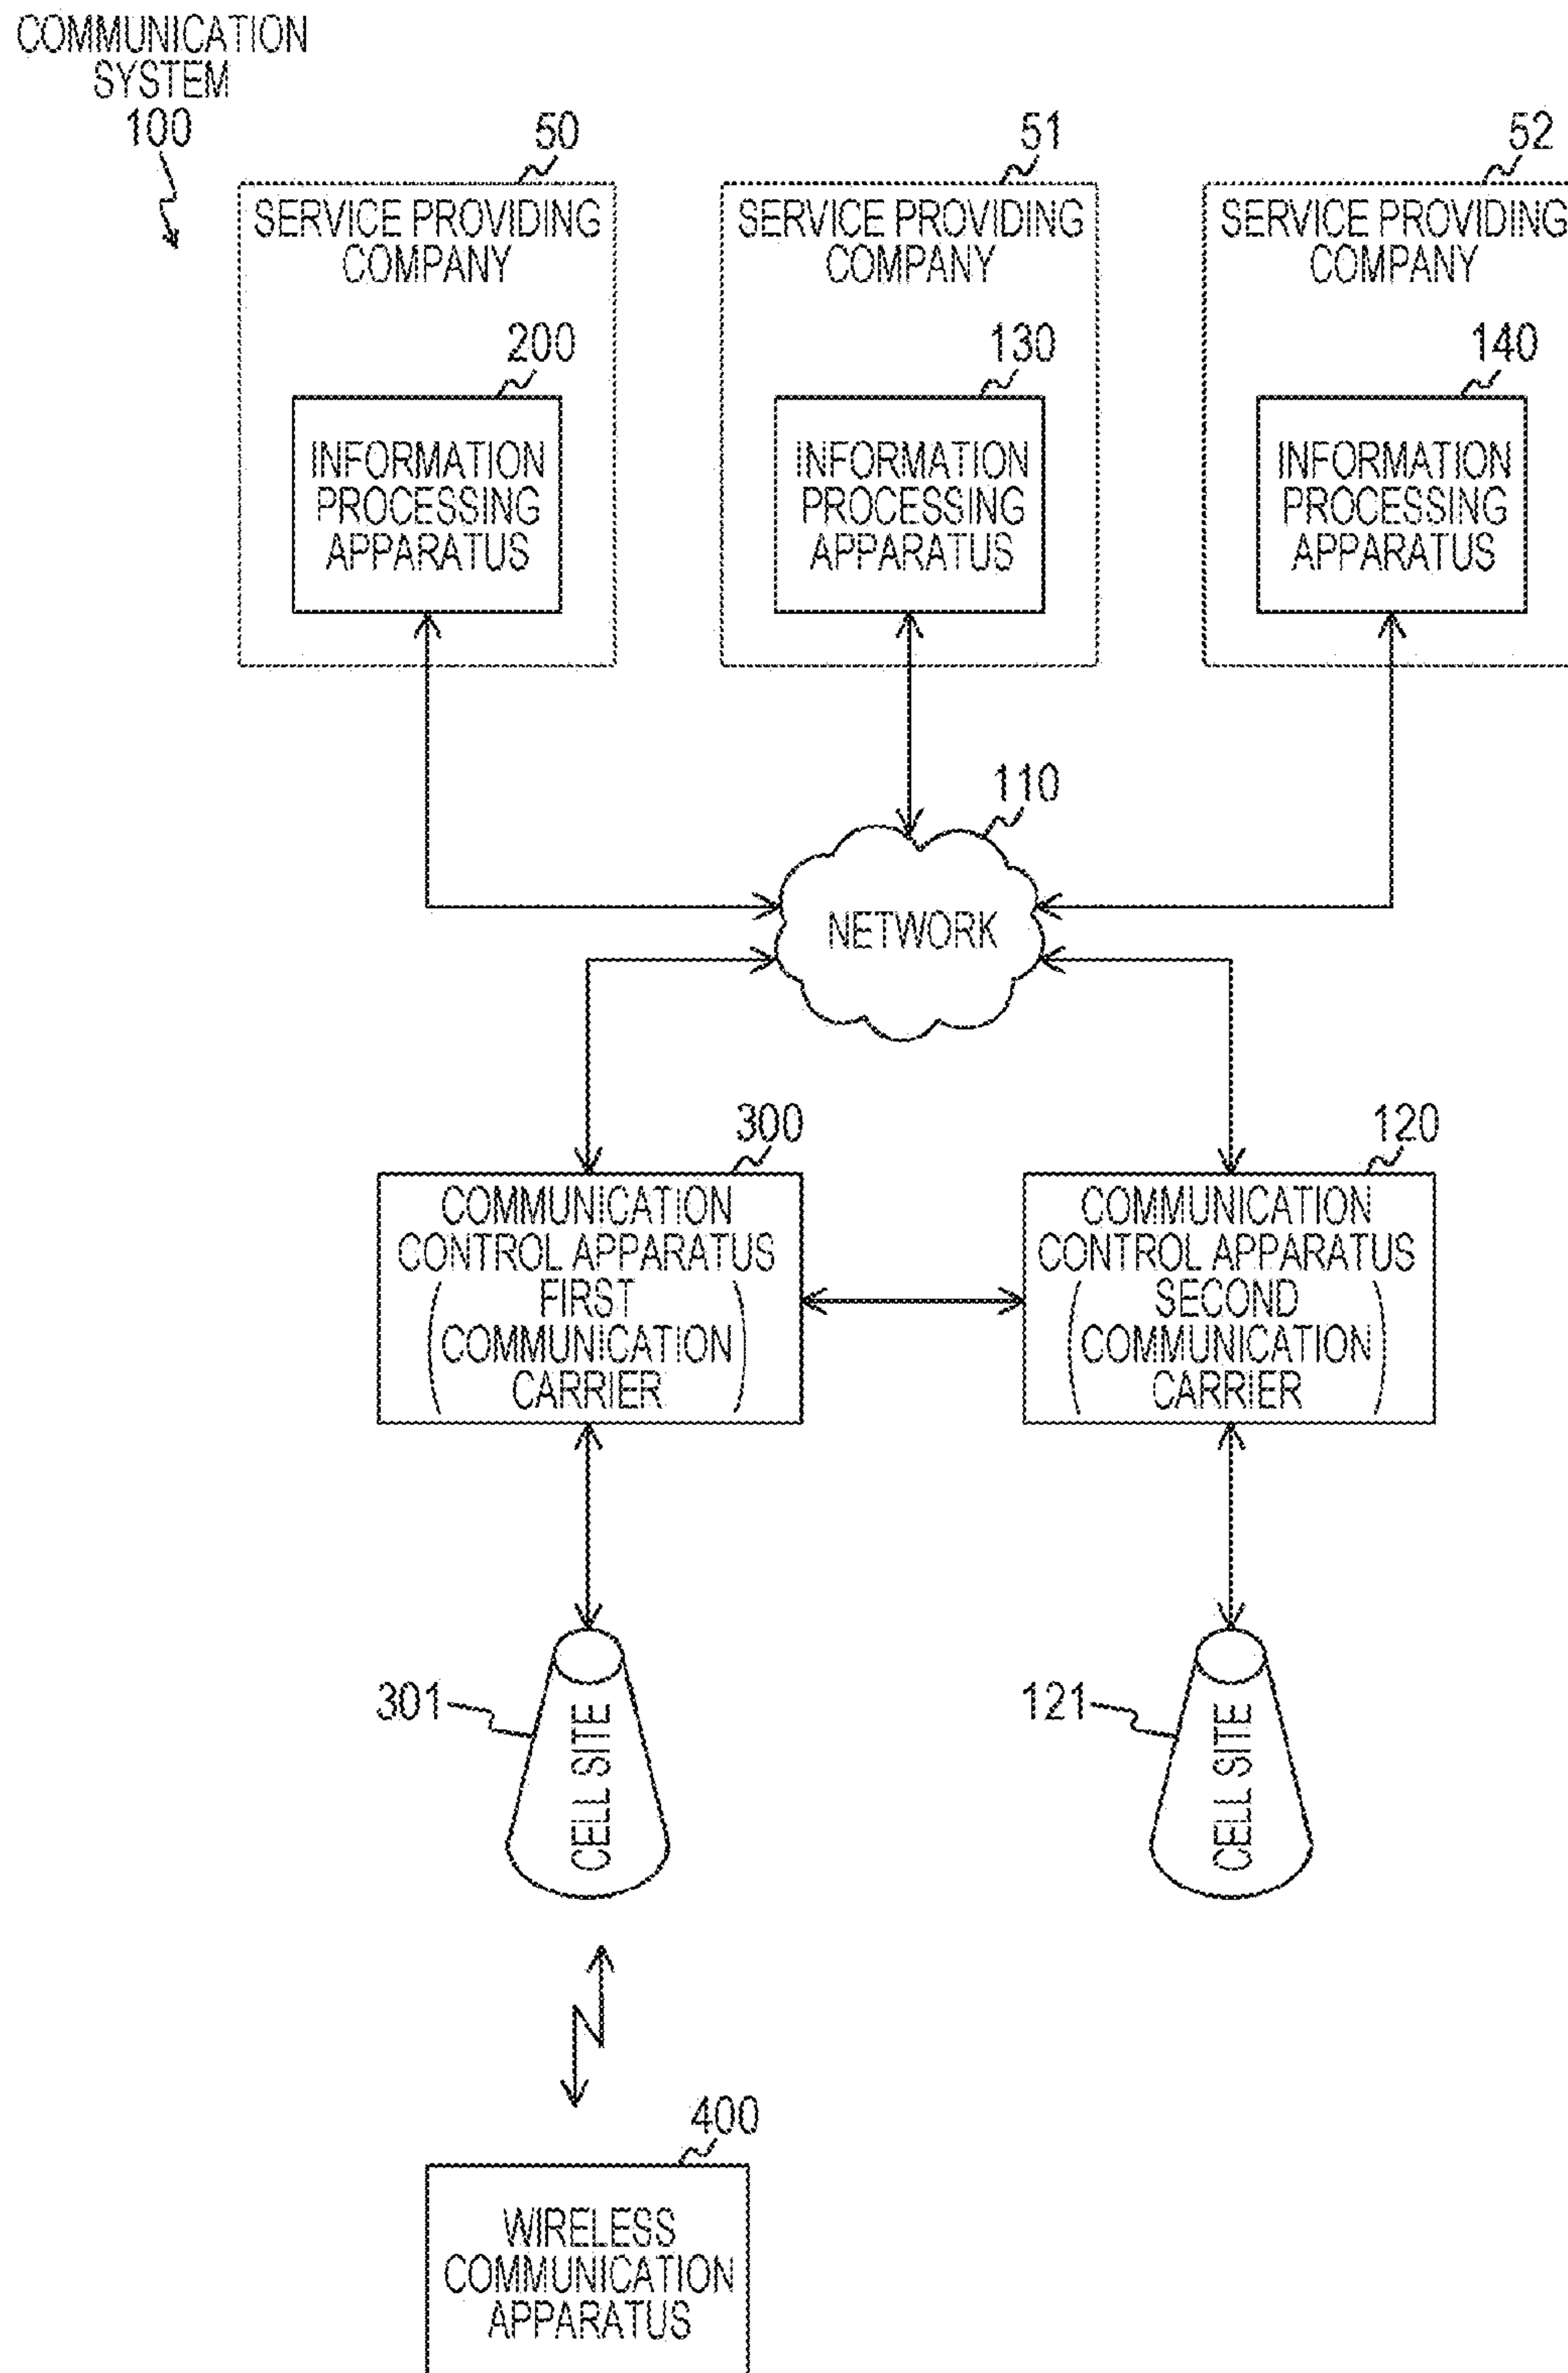 COMMUNICATION
SYSTEM
100
50
51
52
SERVICE PROVIDING
COMPANY
SERVICE PROVIDING
COMPANY
SERVICE PROVIDING
COMPANY
200
130
140
INFORMATION
PROCESSING
APPARATUS
INFORMATION
PROCESSING
APPARATUS
INFORMATION
PROCESSING
APPARATUS
110
NETWORK
300
120
COMMUNICATION
CONTROL APPARATUS
(FIRST
COMMUNICATION
CARRIER)
COMMUNICATION
CONTROL APPARATUS
(SECOND
COMMUNICATION
CARRIER)
301
CELL SITE
121
CELL SITE
400
WIRELESS
COMMUNICATION
APPARATUS